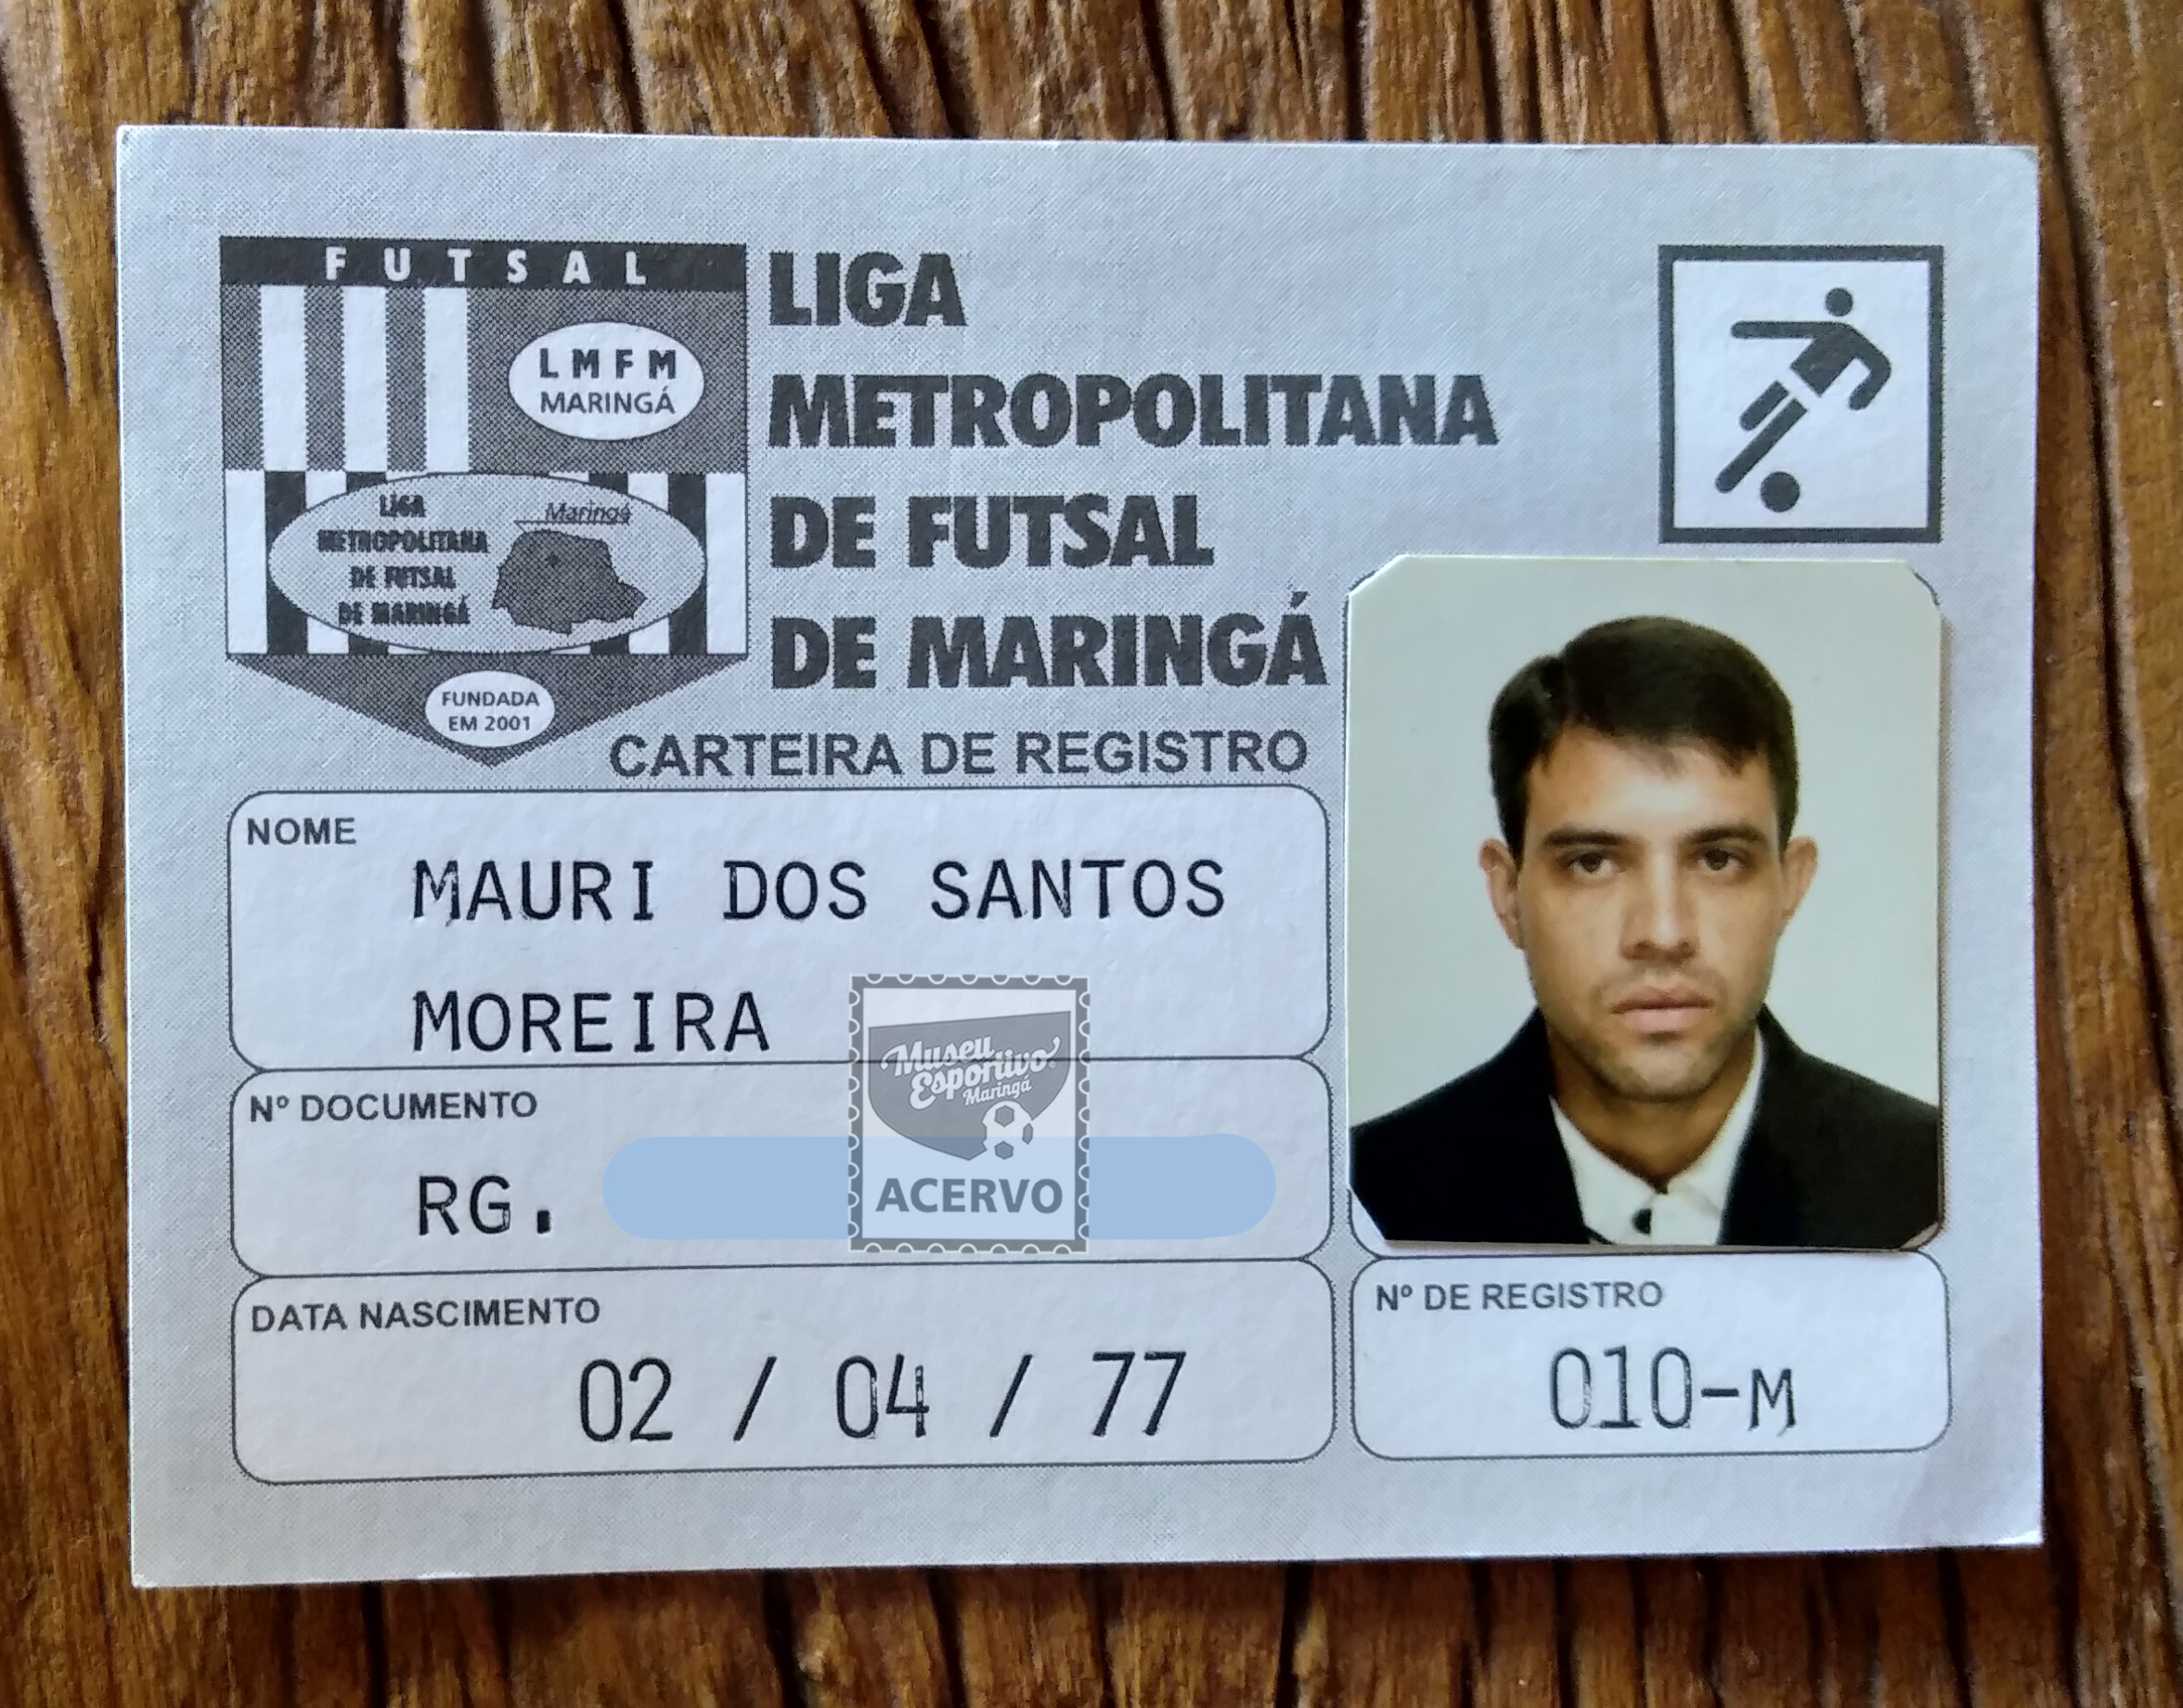 FUTSAL
LMFM
MARINGÁ
LIGA
METROPOLITANA
DE FUTSAL
DE MARINGÁ
Maringá
FUNDADA
EM 2001
LIGA
METROPOLITANA
DE FUTSAL
DE MARINGÁ
CARTEIRA DE REGISTRO
NOME
MAURI DOS SANTOS
MOREIRA
Nº DOCUMENTO
RG.
Museu
Esportivo
Maringá
ACERVO
DATA NASCIMENTO
02 / 04 / 77
Nº DE REGISTRO
010-M